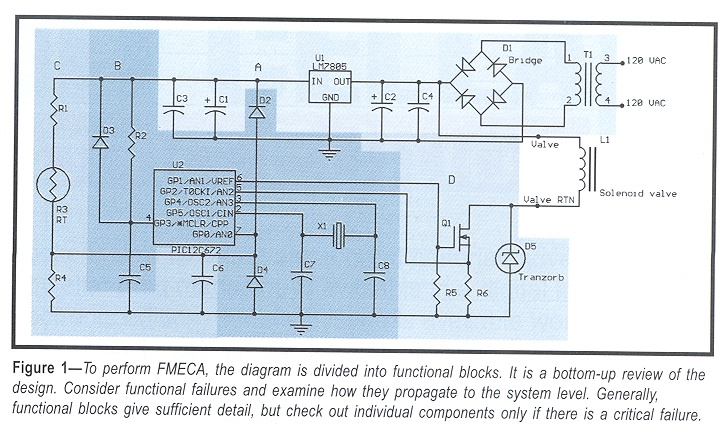 U1
LM7805
IN OUT
GND
D1
Bridge
T1
1
2
3
4
120 VAC
120 VAC
C
B
A
D
R1
D3
R2
C3
+
C1
D2
+
C2
C4
Valve
L1
Solenoid valve
Valve RTN
U2
GP1/AN1/VREF
GP2/T0CKI/AN2
GP4/OSC2/AN3
GP5/OSC1/CIN
GP3/*MCLR/CPP
GP0/AN0
PIC12C672
6
5
3
2
7
4
R3
RT
X1
Q1
D5
Tranzorb
R4
C5
C6
D4
C7
C8
R5
R6
Figure 1—To perform FMECA, the diagram is divided into functional blocks. It is a bottom-up review of the
design. Consider functional failures and examine how they propagate to the system level. Generally,
functional blocks give sufficient detail, but check out individual components only if there is a critical failure.